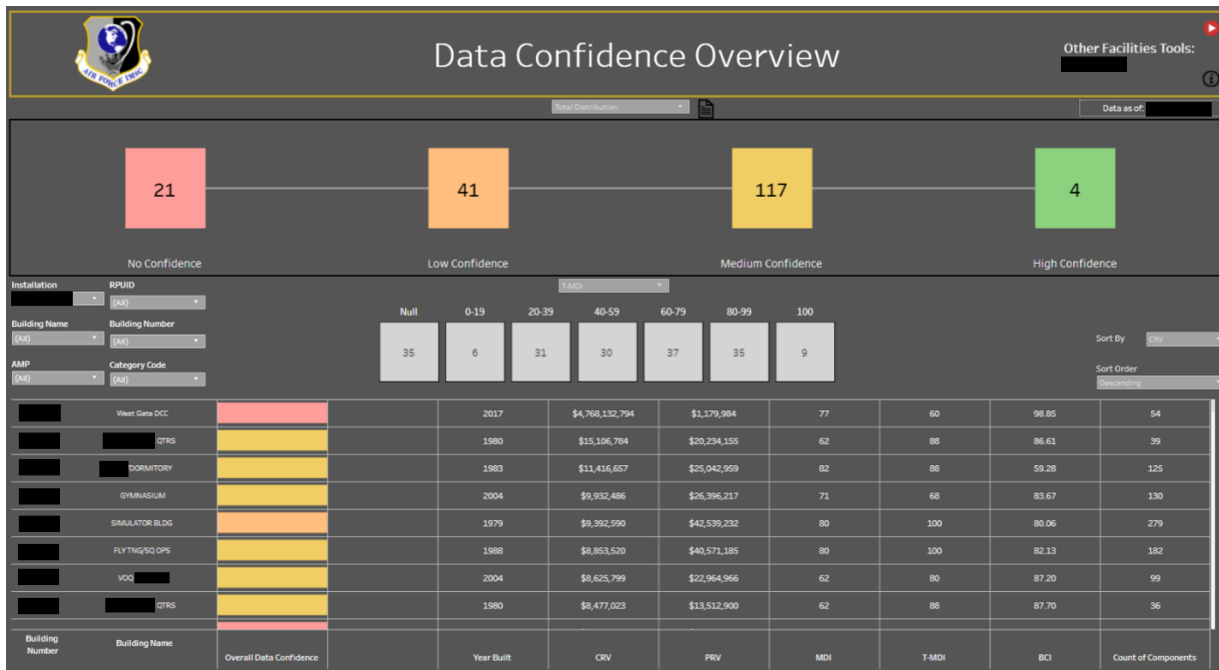 AIR FORCE IMSC
Data Confidence Overview
Other Facilities Tools:
Total Distribution
Data as of:
21 41 117 4
No Confidence Low Confidence Medium Confidence High Confidence
Installation RPUID
(All)
Building Name Building Number
(All) (All)
AMP Category Code
(All) (All)
T-MDI
Null 0-19 20-39 40-59 60-79 80-99 100
35 6 31 30 37 35 9
Sort By CRV
Sort Order
Descending
West Gate DCC 2017 $4,768,132,794 $1,179,984 77 60 98.85 54
QTRS 1980 $15,106,784 $20,234,155 62 88 86.61 39
DORMITORY 1983 $11,416,657 $25,042,959 82 88 59.28 125
GYMNASIUM 2004 $9,932,486 $26,396,217 71 68 83.67 130
SIMULATOR BLDG 1979 $9,392,590 $42,539,232 80 100 80.06 279
FLY TNG/SQ OPS 1988 $8,853,520 $40,571,185 80 100 82.13 182
VOQ 2004 $8,625,799 $22,964,966 62 80 87.20 99
QTRS 1980 $8,477,023 $13,512,900 62 88 87.70 36
Building Number Building Name Overall Data Confidence Year Built CRV PRV MDI T-MDI BCI Count of Components